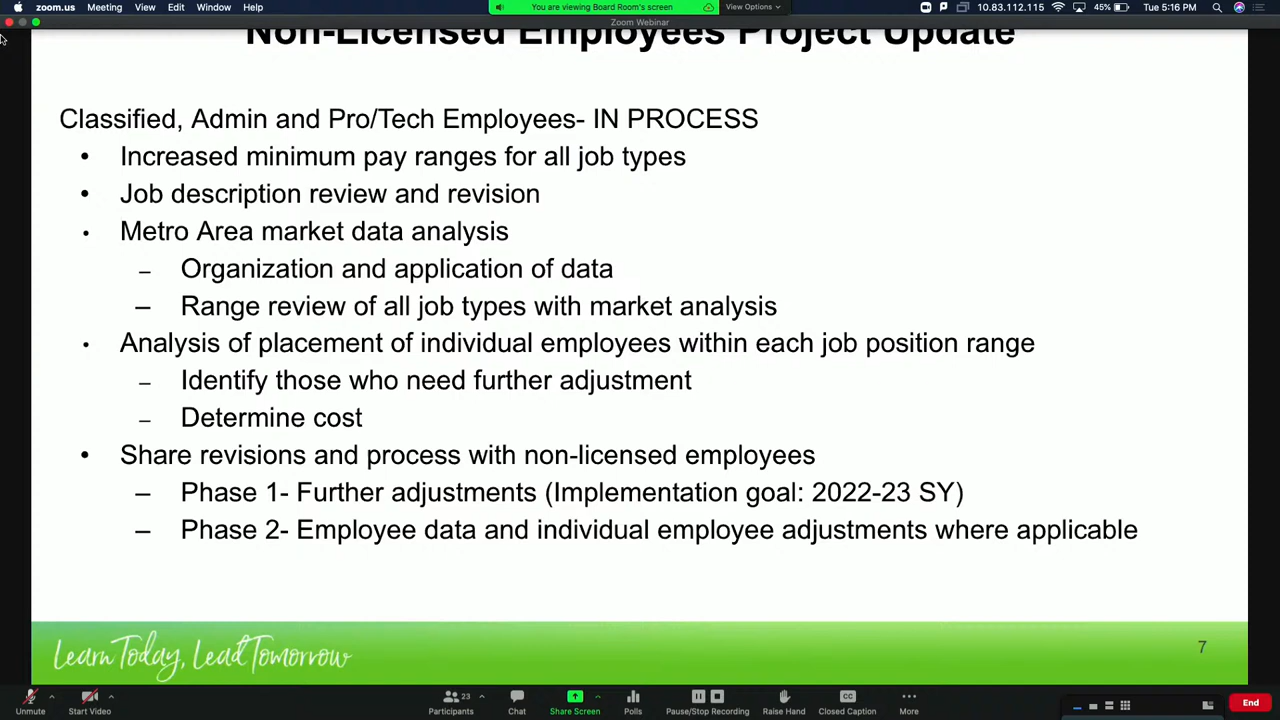 zoom.us Meeting View Edit Window Help You are viewing Board Room's screen View Options 10.83.112.115 45% Tue 5:16 PM
Zoom Webinar
Non-Licensed Employees Project Update
Classified, Admin and Pro/Tech Employees- IN PROCESS
• Increased minimum pay ranges for all job types
• Job description review and revision
• Metro Area market data analysis
– Organization and application of data
– Range review of all job types with market analysis
• Analysis of placement of individual employees within each job position range
– Identify those who need further adjustment
– Determine cost
• Share revisions and process with non-licensed employees
– Phase 1- Further adjustments (Implementation goal: 2022-23 SY)
– Phase 2- Employee data and individual employee adjustments where applicable
Learn Today, Lead Tomorrow
7
Unmute Start Video Participants 23 Chat Share Screen Polls Pause/Stop Recording Raise Hand Closed Caption More End